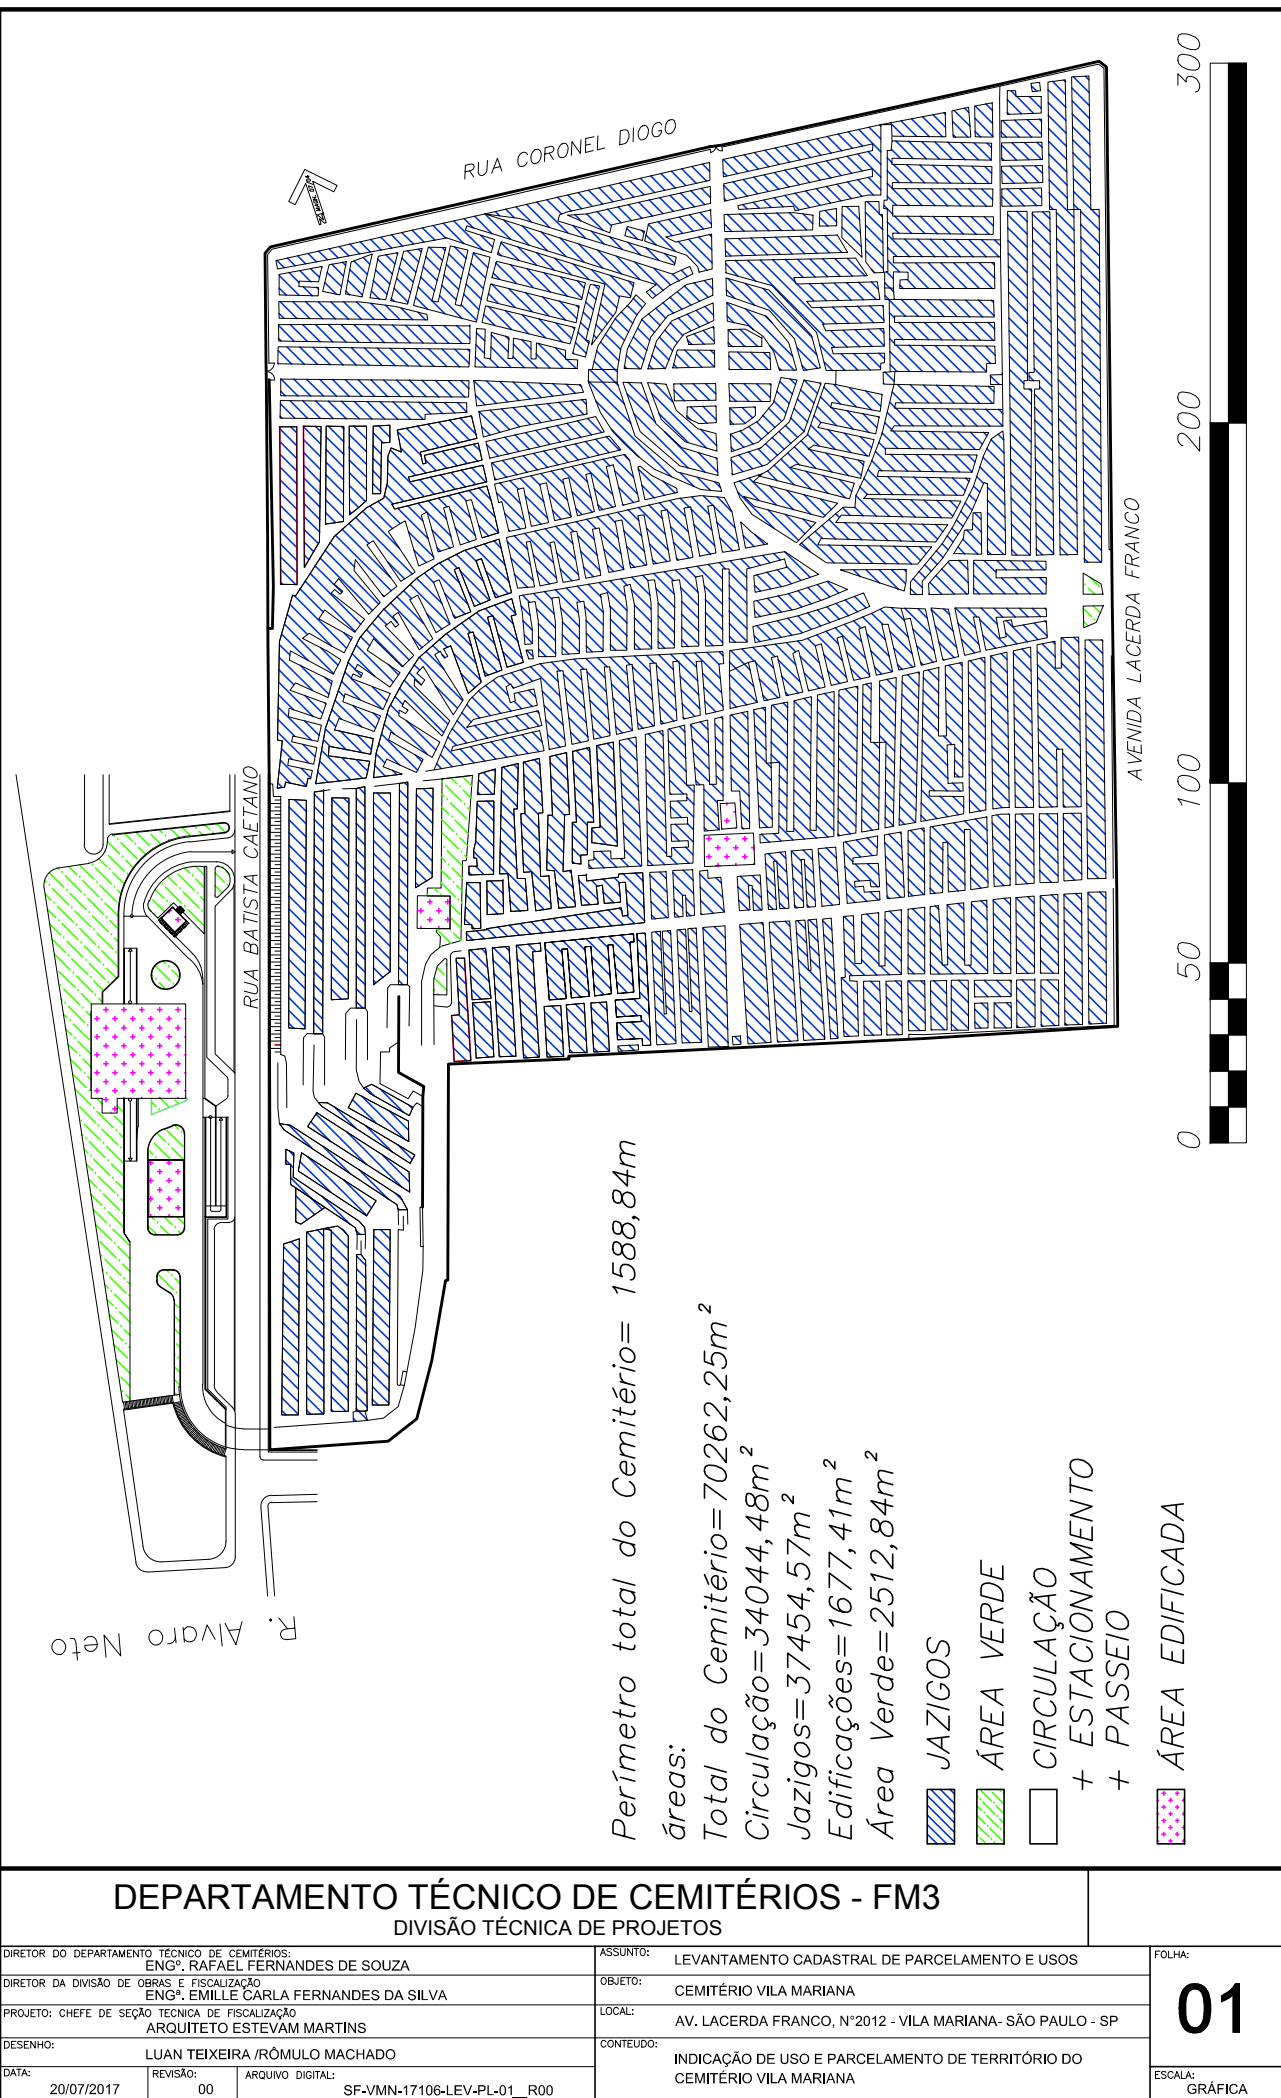 RUA CORONEL DIOGO
RUA BATISTA CAETANO
AVENIDA LACERDA FRANCO
R. Alvaro Neto
0 50 100 200 300
Perímetro total do Cemitério= 1588,84m
áreas:
Total do Cemitério=70262,25m²
Circulação=34044,48m²
Jazigos=37454,57m²
Edificações=1677,41m²
Área Verde=2512,84m²
JAZIGOS
ÁREA VERDE
CIRCULAÇÃO
+ ESTACIONAMENTO
+ PASSEIO
ÁREA EDIFICADA
DEPARTAMENTO TÉCNICO DE CEMITÉRIOS - FM3
DIVISÃO TÉCNICA DE PROJETOS
DIRETOR DO DEPARTAMENTO TÉCNICO DE CEMITÉRIOS:
ENGº. RAFAEL FERNANDES DE SOUZA
DIRETOR DA DIVISÃO DE OBRAS E FISCALIZAÇÃO
ENGª. EMILLE CARLA FERNANDES DA SILVA
PROJETO: CHEFE DE SEÇÃO TECNICA DE FISCALIZAÇÃO
ARQUITETO ESTEVAM MARTINS
DESENHO:
LUAN TEIXEIRA /RÔMULO MACHADO
DATA:
20/07/2017
REVISÃO:
00
ARQUIVO DIGITAL:
SF-VMN-17106-LEV-PL-01__R00
ASSUNTO:
LEVANTAMENTO CADASTRAL DE PARCELAMENTO E USOS
OBJETO:
CEMITÉRIO VILA MARIANA
LOCAL:
AV. LACERDA FRANCO, N°2012 - VILA MARIANA- SÃO PAULO - SP
CONTEUDO:
INDICAÇÃO DE USO E PARCELAMENTO DE TERRITÓRIO DO
CEMITÉRIO VILA MARIANA
FOLHA:
01
ESCALA:
GRÁFICA